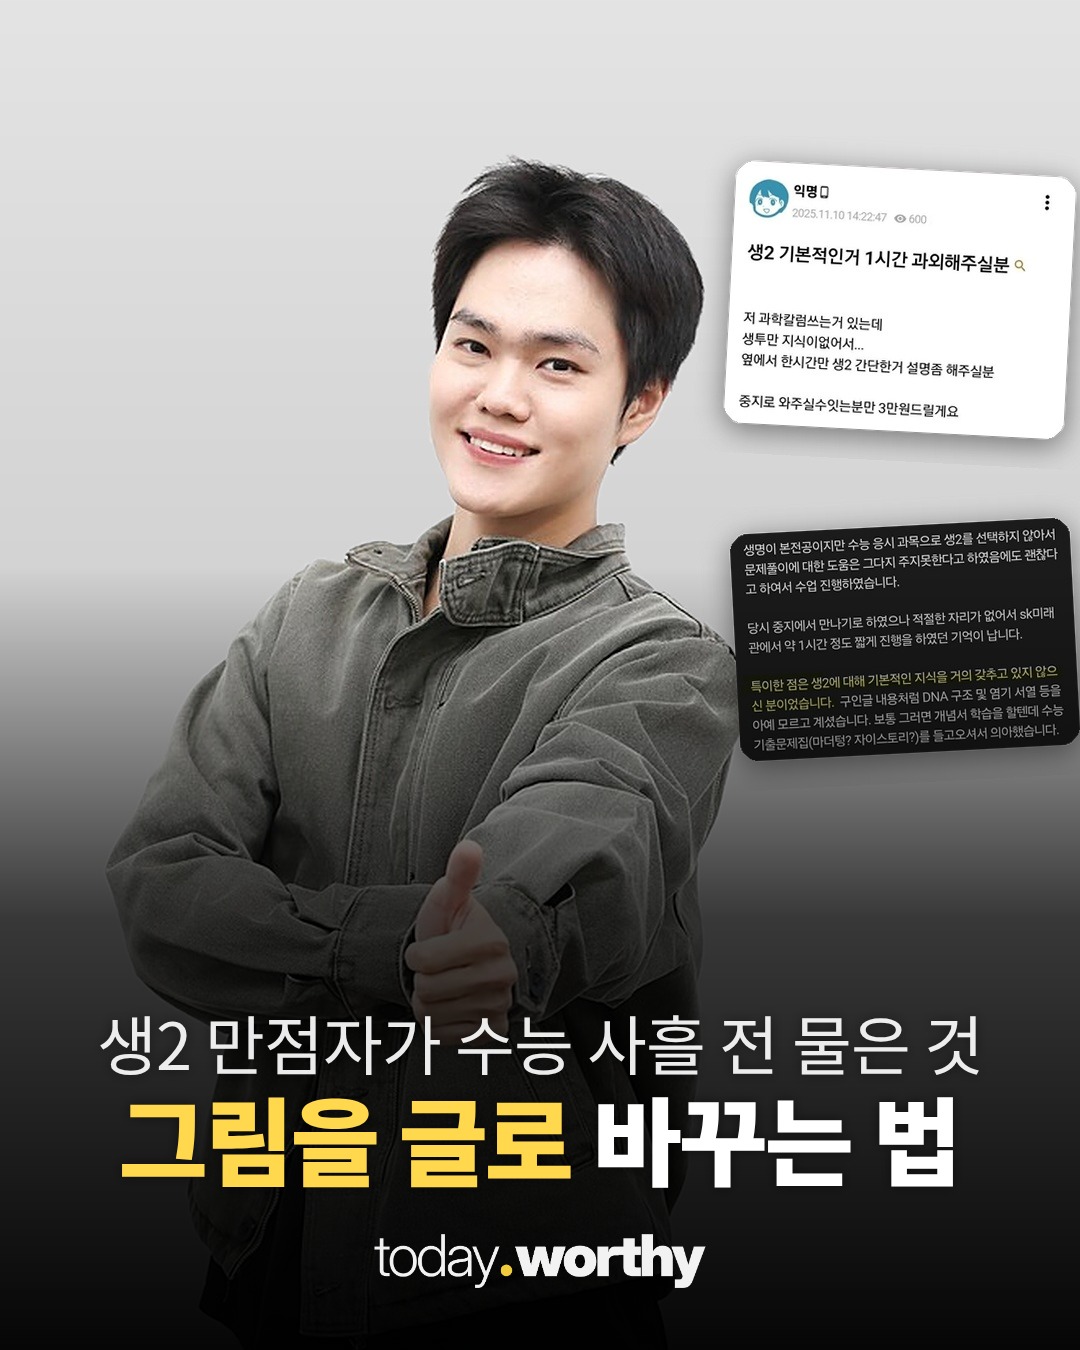 익명
2025.11.10 14:22:47 600
생2 기본적인거 1시간 과외해주실분
저 과학칼럼쓰는거 있는데
생투만 지식이없어서...
옆에서 한시간만 생2 간단한거 설명좀 해주실분
중지로 와주실수잇는분만 3만원드릴게요
생명이 본전공이지만 수능 응시 과목으로 생2를 선택하지 않아서
문제풀이에 대한 도움은 그다지 주지못한다고 하였음에도 괜찮다
고 하여서 수업 진행하였습니다.
당시 중지에서 만나기로 하였으나 적절한 자리가 없어서 sk미래
관에서 약 1시간 정도 짧게 진행을 하였던 기억이 납니다.
특이한 점은 생2에 대해 기본적인 지식을 거의 갖추고 있지 않으
신 분이었습니다. 구인글 내용처럼 DNA 구조 및 염기 서열 등을
아예 모르고 계셨습니다. 보통 그러면 개념서 학습을 할텐데 수능
기출문제집(마더텅? 자이스토리?)를 들고오셔서 의아했습니다.
생2 만점자가 수능 사흘 전 물은 것
그림을 글로 바꾸는 법
today.worthy